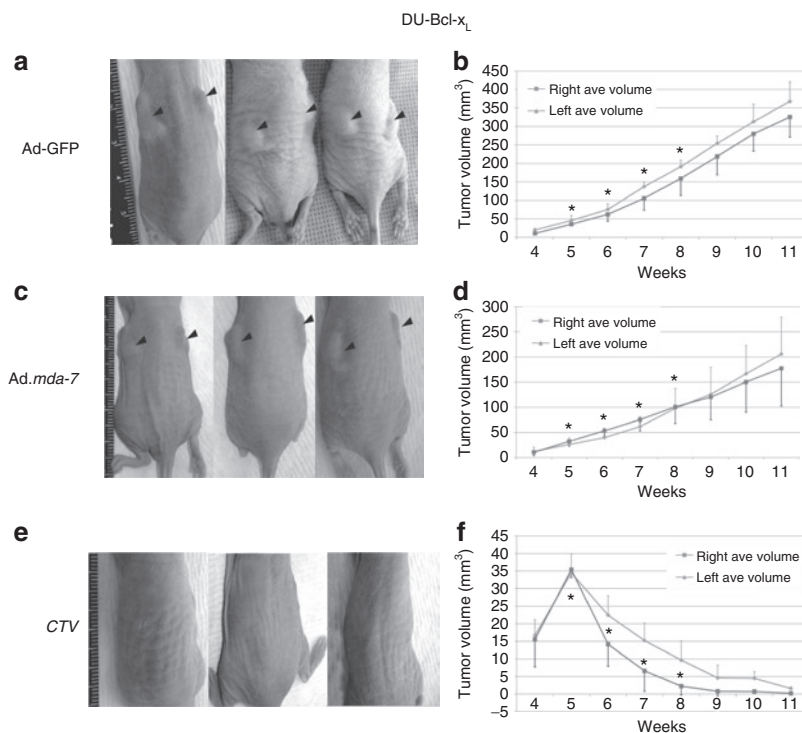 DU-Bcl-xL
a
Ad-GFP
b
Tumor volume (mm3)
450
400
350
300
250
200
150
100
50
0
Right ave volume
Left ave volume
* * * *
4 5 6 7 8 9 10 11
Weeks
c
Ad.mda-7
d
Tumor volume (mm3)
300
250
200
150
100
50
0
Right ave volume
Left ave volume
* * * *
4 5 6 7 8 9 10 11
Weeks
e
CTV
f
Tumor volume (mm3)
45
40
35
30
25
20
15
10
5
0
−5
Right ave volume
Left ave volume
* * * *
4 5 6 7 8 9 10 11
Weeks